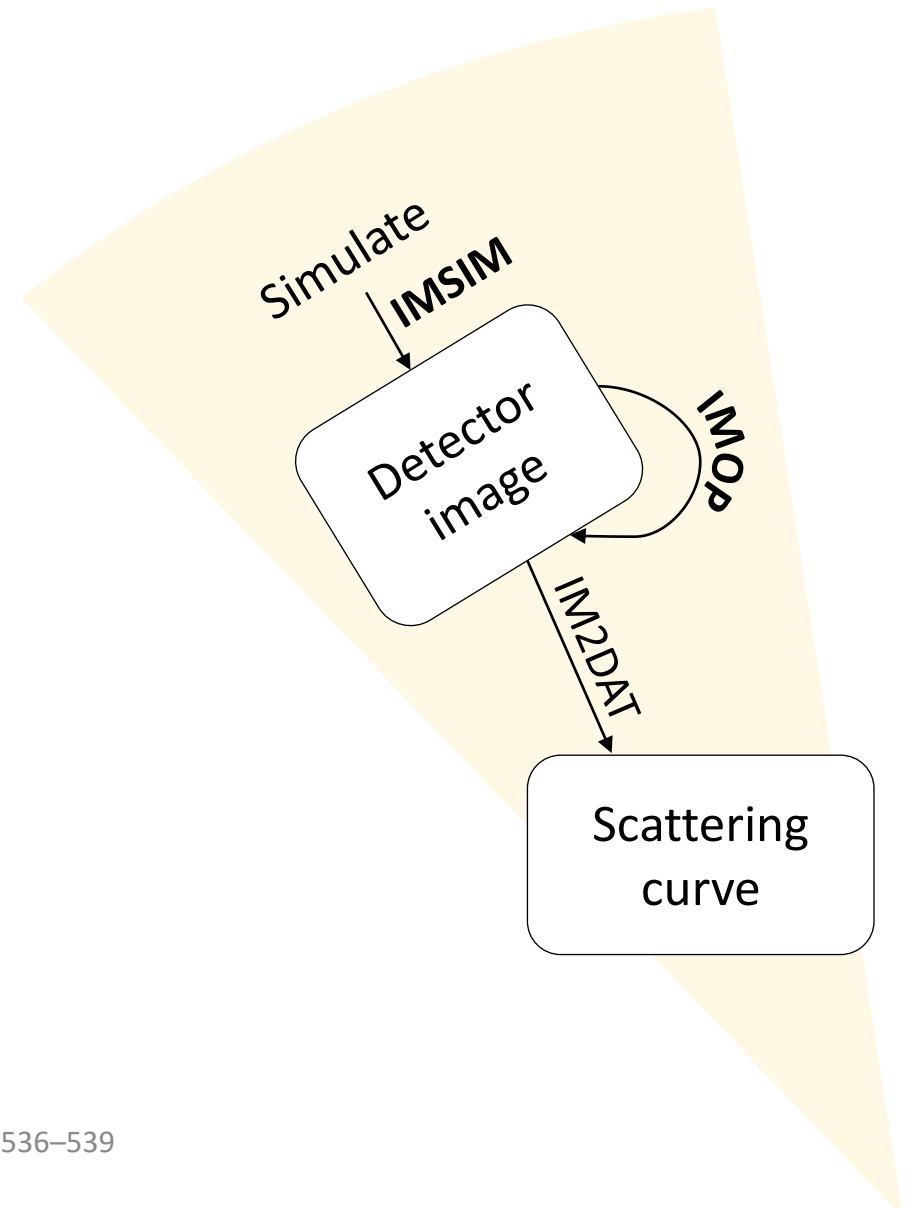 Simulate
IMSIM
Detector
image
IMOP
IM2DAT
Scattering
curve
536–539